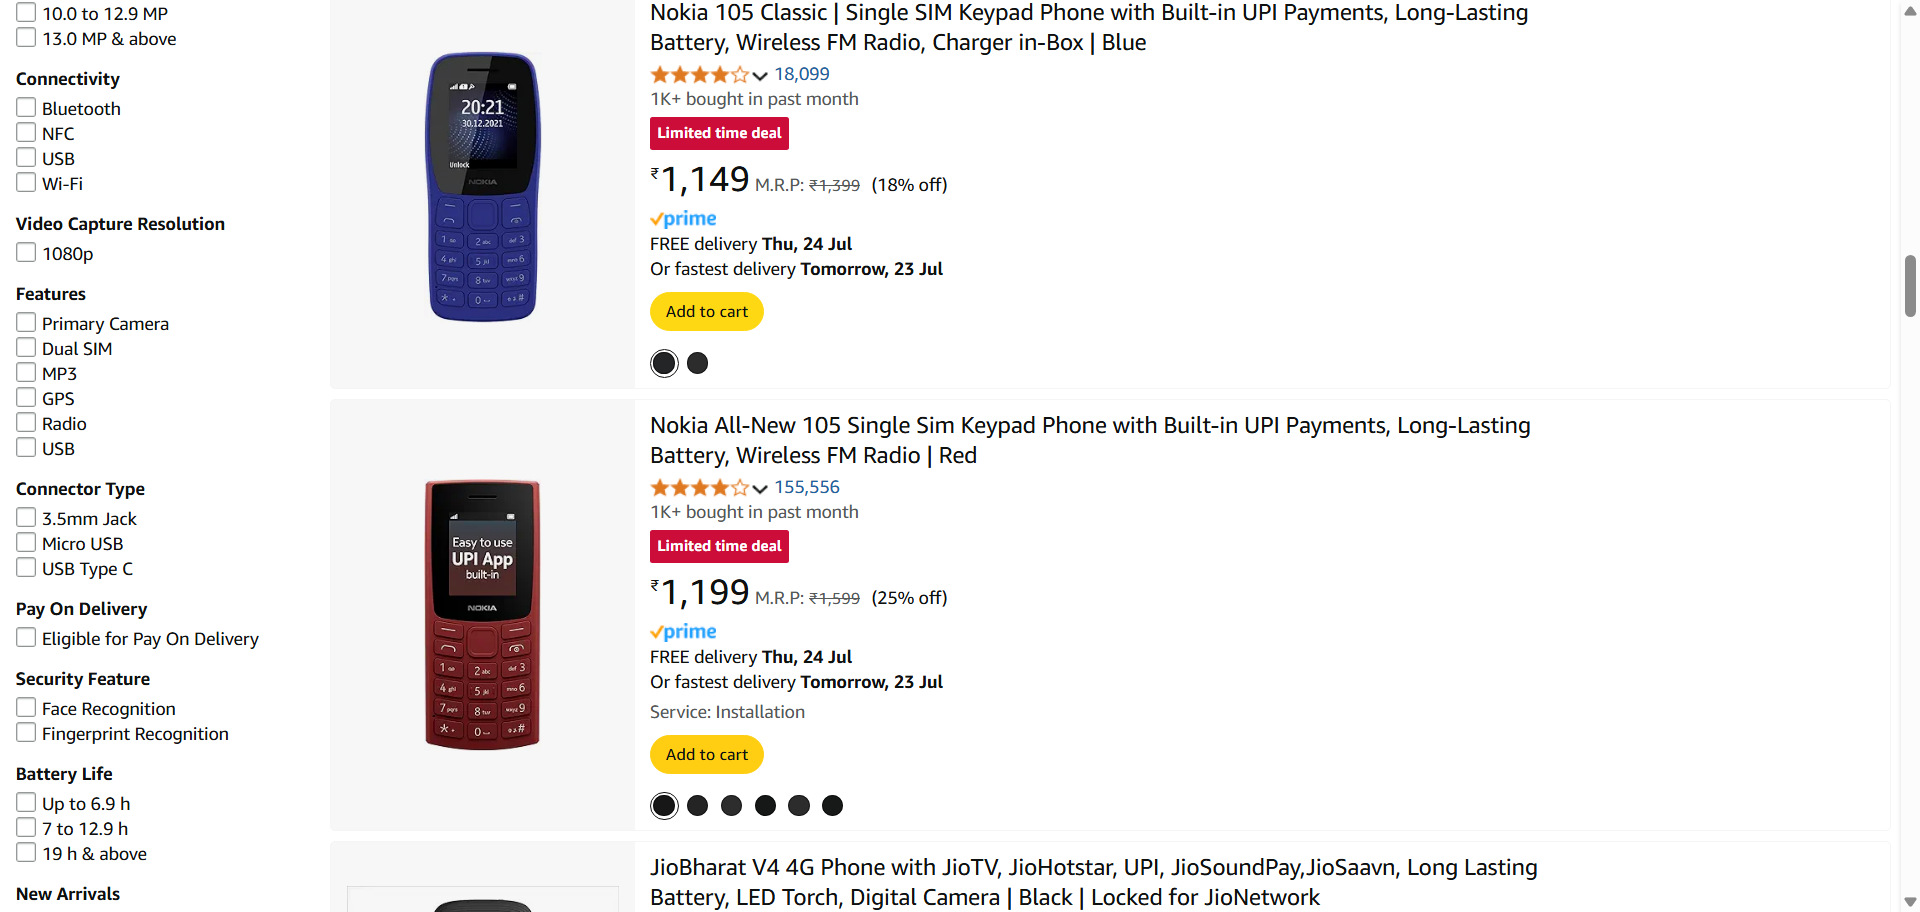 10.0 to 12.9 MP
13.0 MP & above
Connectivity
Bluetooth
NFC
USB
Wi-Fi
Video Capture Resolution
1080p
Features
Primary Camera
Dual SIM
MP3
GPS
Radio
USB
Connector Type
3.5mm Jack
Micro USB
USB Type C
Pay On Delivery
Eligible for Pay On Delivery
Security Feature
Face Recognition
Fingerprint Recognition
Battery Life
Up to 6.9 h
7 to 12.9 h
19 h & above
New Arrivals
20:21
30.12.2021
Unlock
NOKIA
Nokia 105 Classic | Single SIM Keypad Phone with Built-in UPI Payments, Long-Lasting
Battery, Wireless FM Radio, Charger in-Box | Blue
18,099
1K+ bought in past month
Limited time deal
₹1,149 M.R.P: ₹1,399 (18% off)
prime
FREE delivery Thu, 24 Jul
Or fastest delivery Tomorrow, 23 Jul
Add to cart
Easy to use
UPI App
built-in
NOKIA
Nokia All-New 105 Single Sim Keypad Phone with Built-in UPI Payments, Long-Lasting
Battery, Wireless FM Radio | Red
155,556
1K+ bought in past month
Limited time deal
₹1,199 M.R.P: ₹1,599 (25% off)
prime
FREE delivery Thu, 24 Jul
Or fastest delivery Tomorrow, 23 Jul
Service: Installation
Add to cart
JioBharat V4 4G Phone with JioTV, JioHotstar, UPI, JioSoundPay,JioSaavn, Long Lasting
Battery, LED Torch, Digital Camera | Black | Locked for JioNetwork